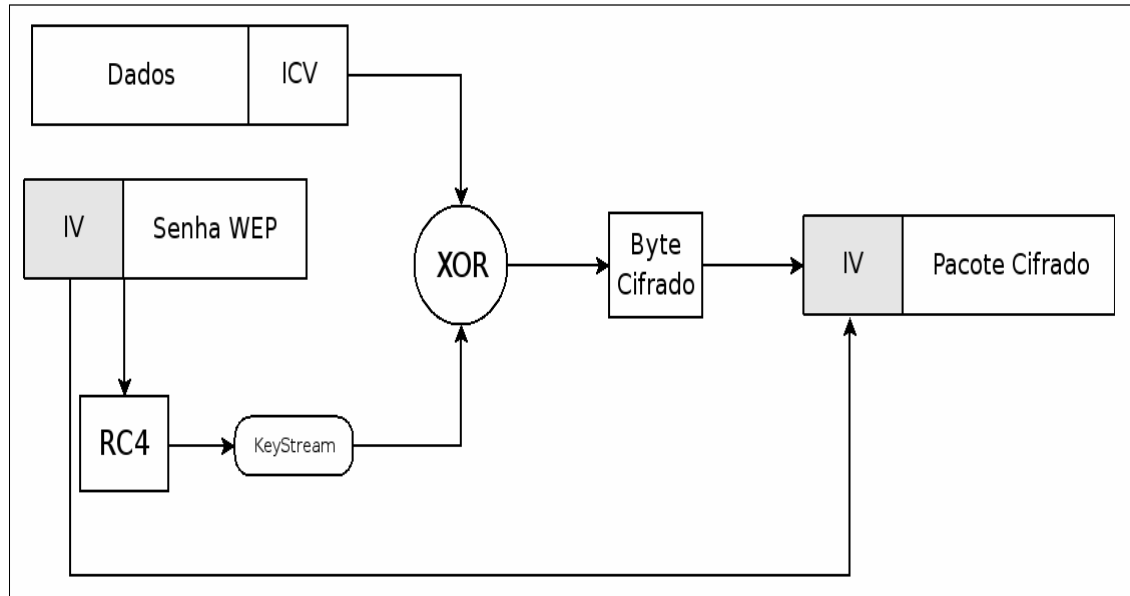 Dados
ICV
IV
Senha WEP
XOR
Byte
Cifrado
IV
Pacote Cifrado
RC4
KeyStream